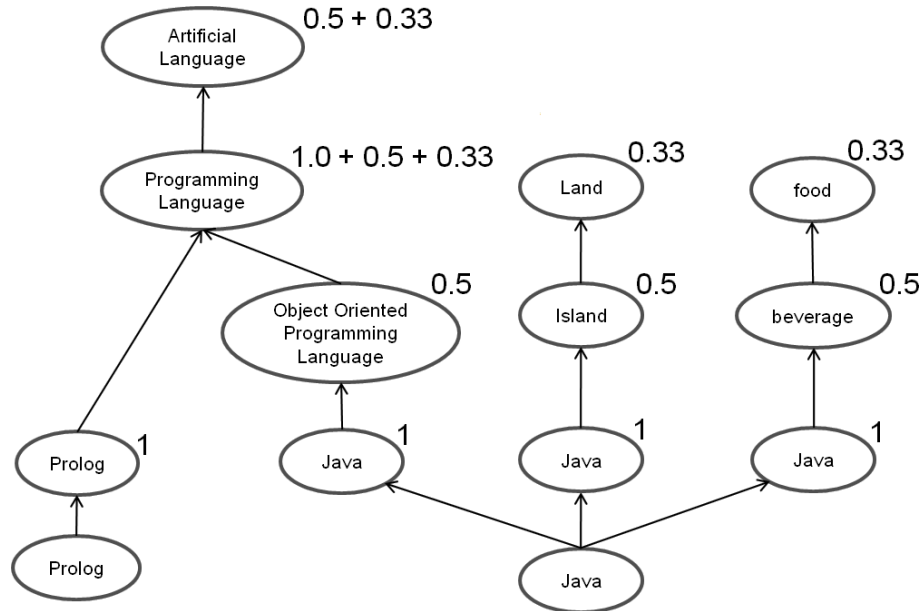 0.5 + 0.33
Artificial
Language
1.0 + 0.5 + 0.33
Programming
Language
0.33
Land
0.33
food
0.5
Object Oriented
Programming
Language
0.5
Island
0.5
beverage
1
Prolog
1
Java
1
Java
1
Java
Prolog
Java